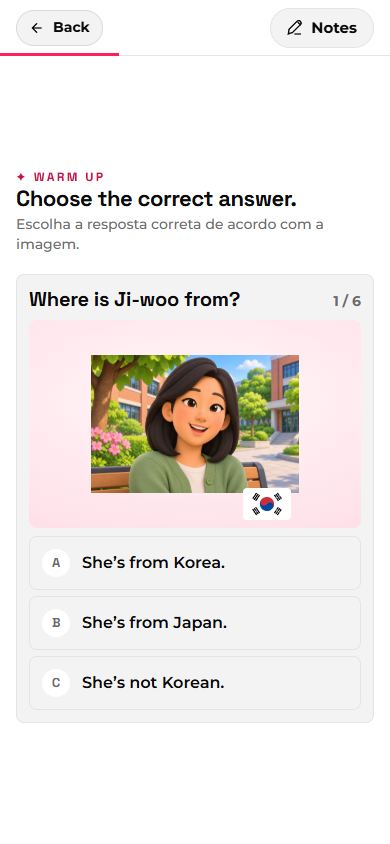 Back
Notes
WARM UP
Choose the correct answer.
Escolha a resposta correta de acordo com a
imagem.
Where is Ji-woo from?
1 / 6
A She’s from Korea.
B She’s from Japan.
C She’s not Korean.